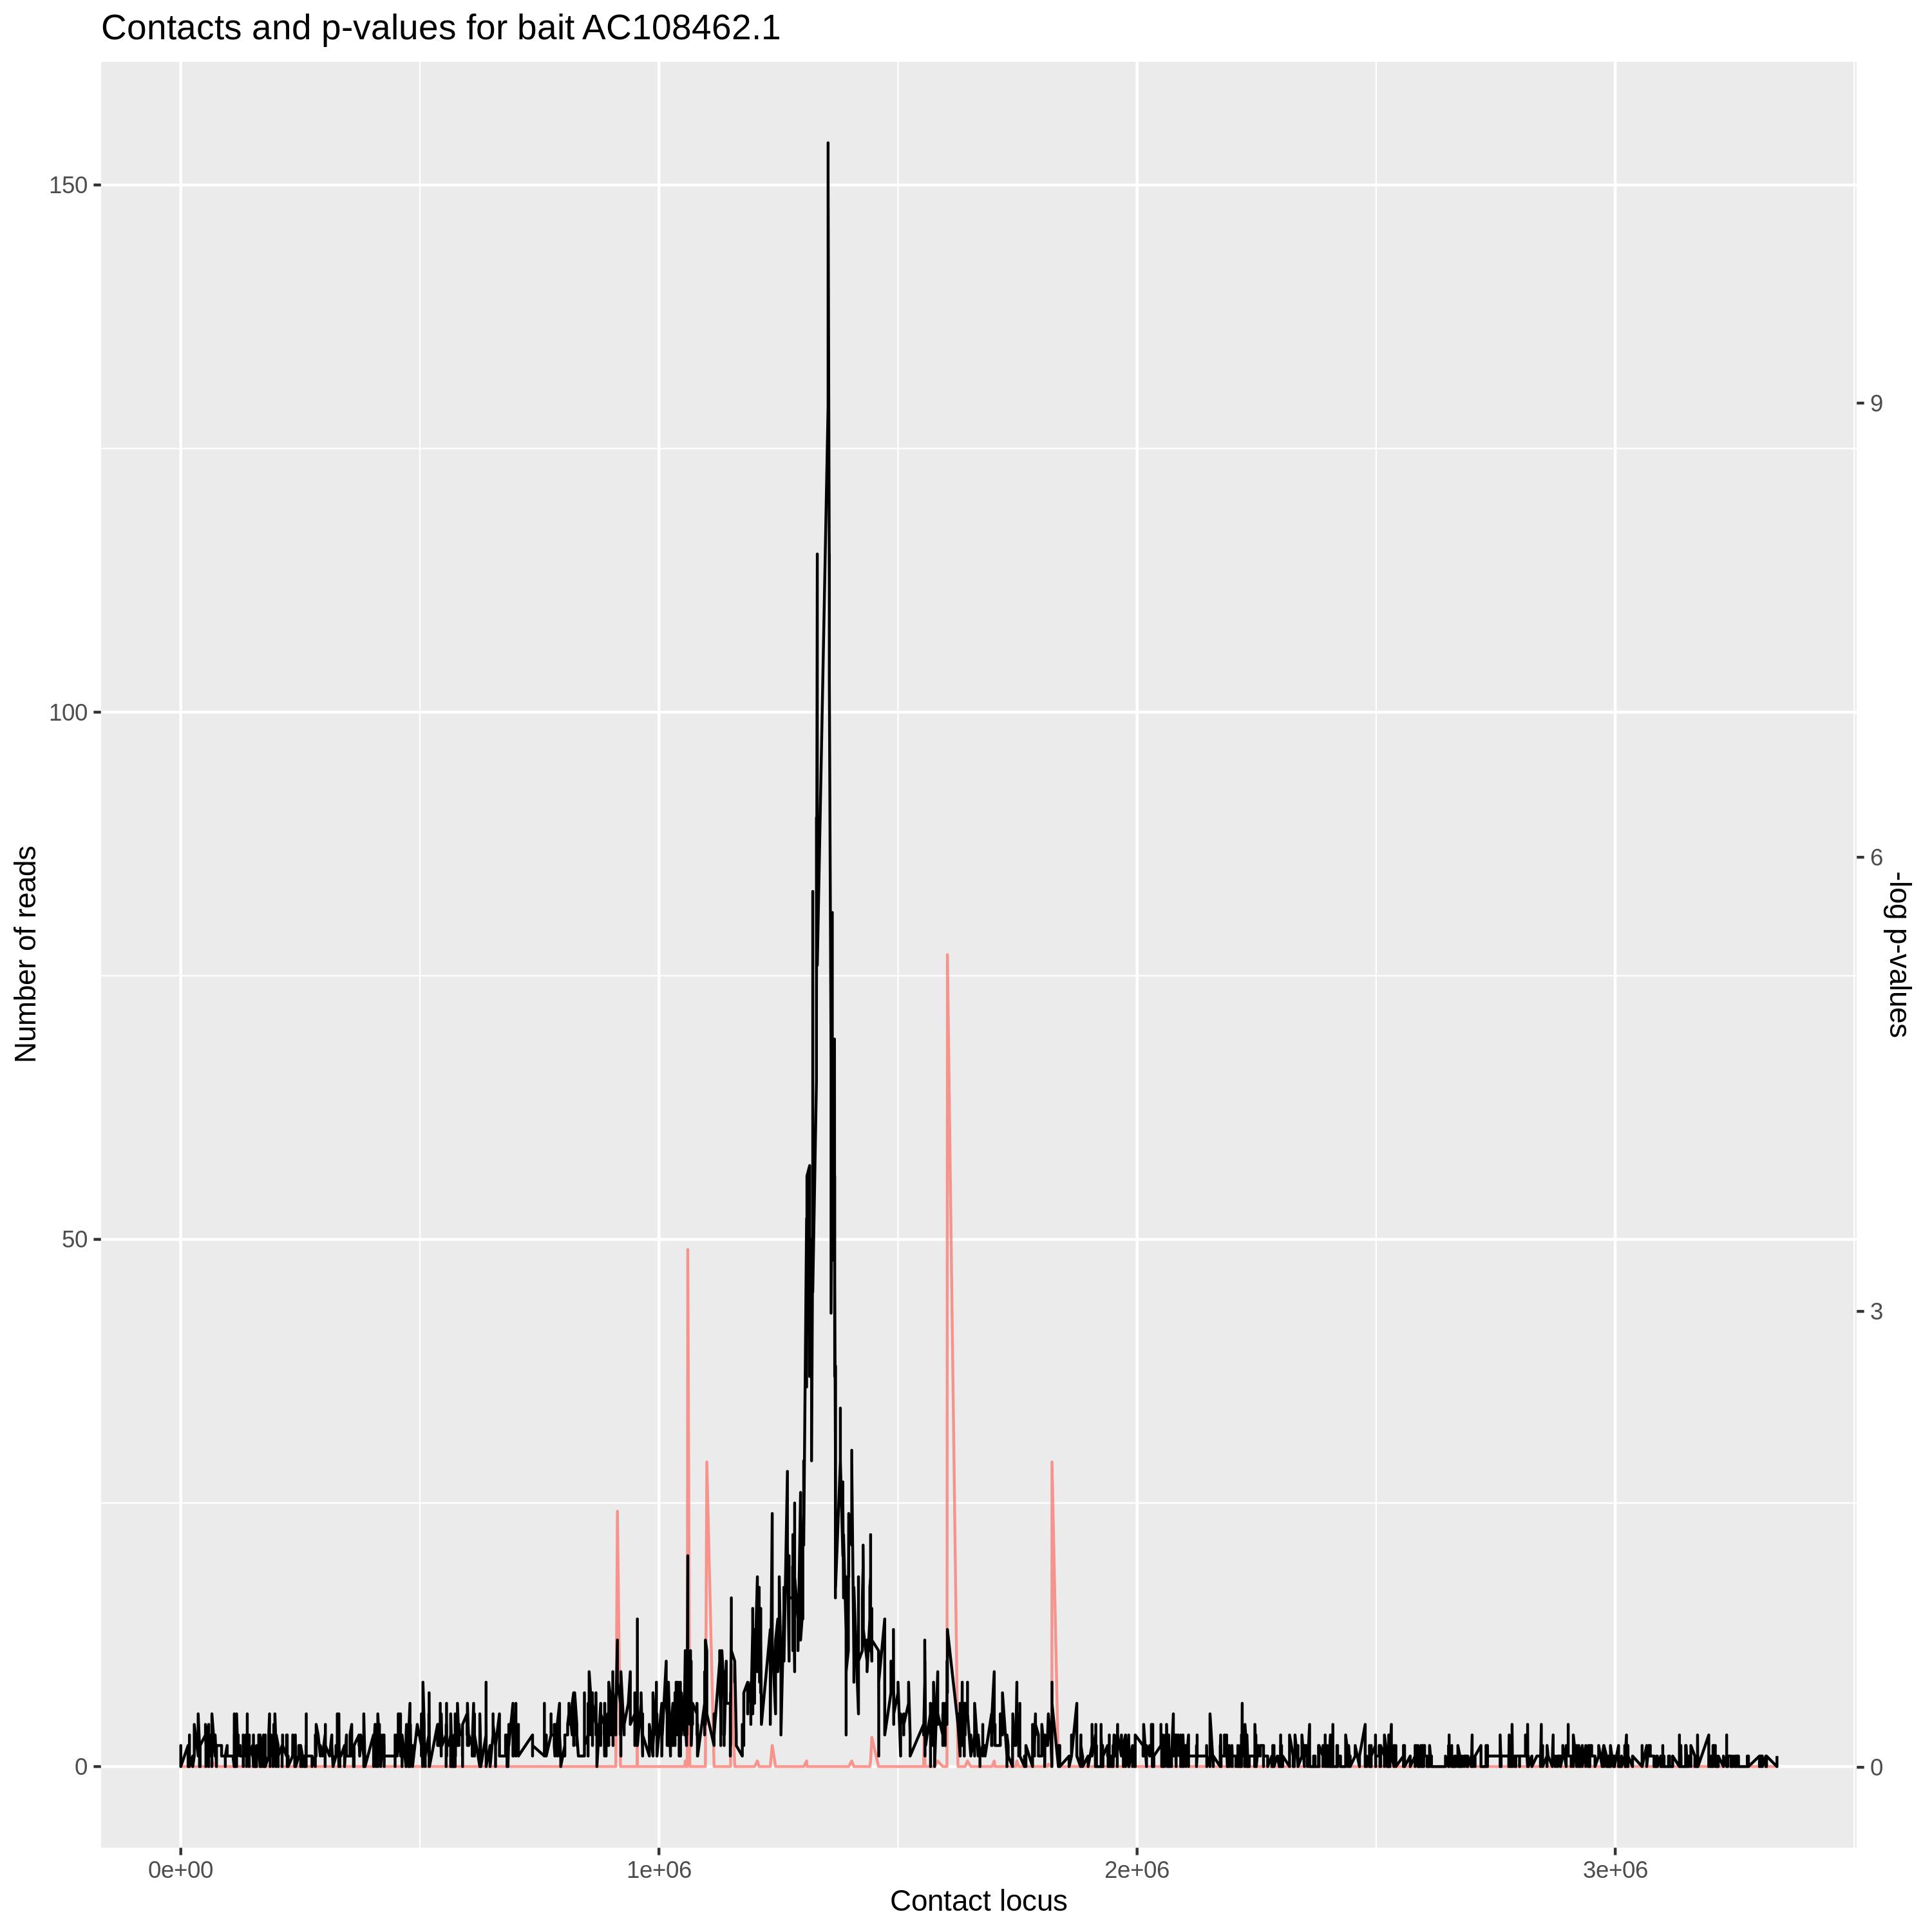 Contacts and p-values for bait AC108462.1
150
100
50
0
Number of reads
9
6
3
0
-log p-values
0e+00 1e+06 2e+06 3e+06
Contact locus